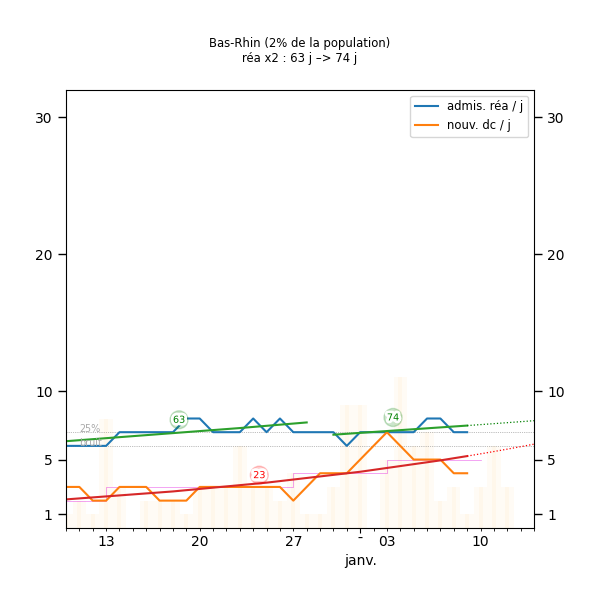 Bas-Rhin (2% de la population)
réa x2 : 63 j –> 74 j
admis. réa / j
nouv. dc / j
30 30
20 20
10 10
5 5
1 1
63
74
23
25%
13 20 27 - 03 10
janv.